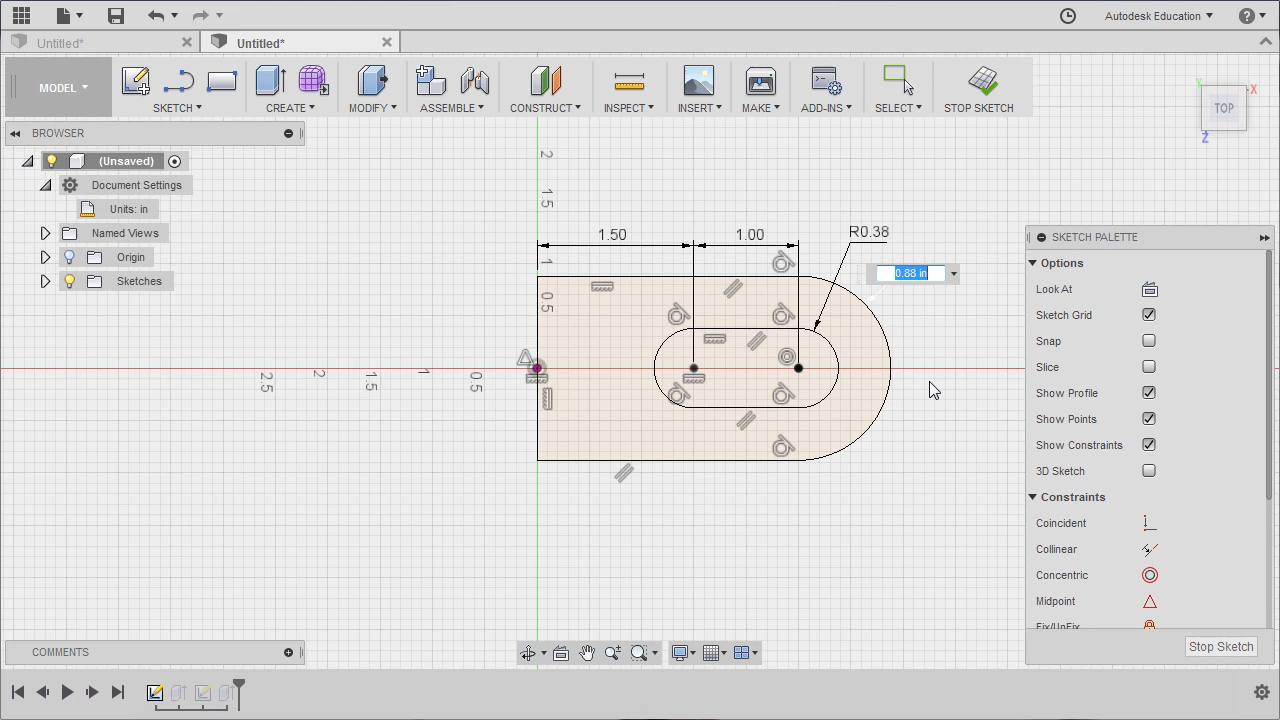 Autodesk Education
Untitled*
Untitled*
MODEL
SKETCH
CREATE
MODIFY
ASSEMBLE
CONSTRUCT
INSPECT
INSERT
MAKE
ADD-INS
SELECT
STOP SKETCH
Y
X
TOP
Z
BROWSER
(Unsaved)
Document Settings
Units: in
Named Views
Origin
Sketches
2
1.5
1
0.5
2.5
2
1.5
1
0.5
1.50
1.00
R0.38
0.88 in
SKETCH PALETTE
Options
Look At
Sketch Grid
Snap
Slice
Show Profile
Show Points
Show Constraints
3D Sketch
Constraints
Coincident
Collinear
Concentric
Midpoint
Fix/UnFix
Stop Sketch
COMMENTS